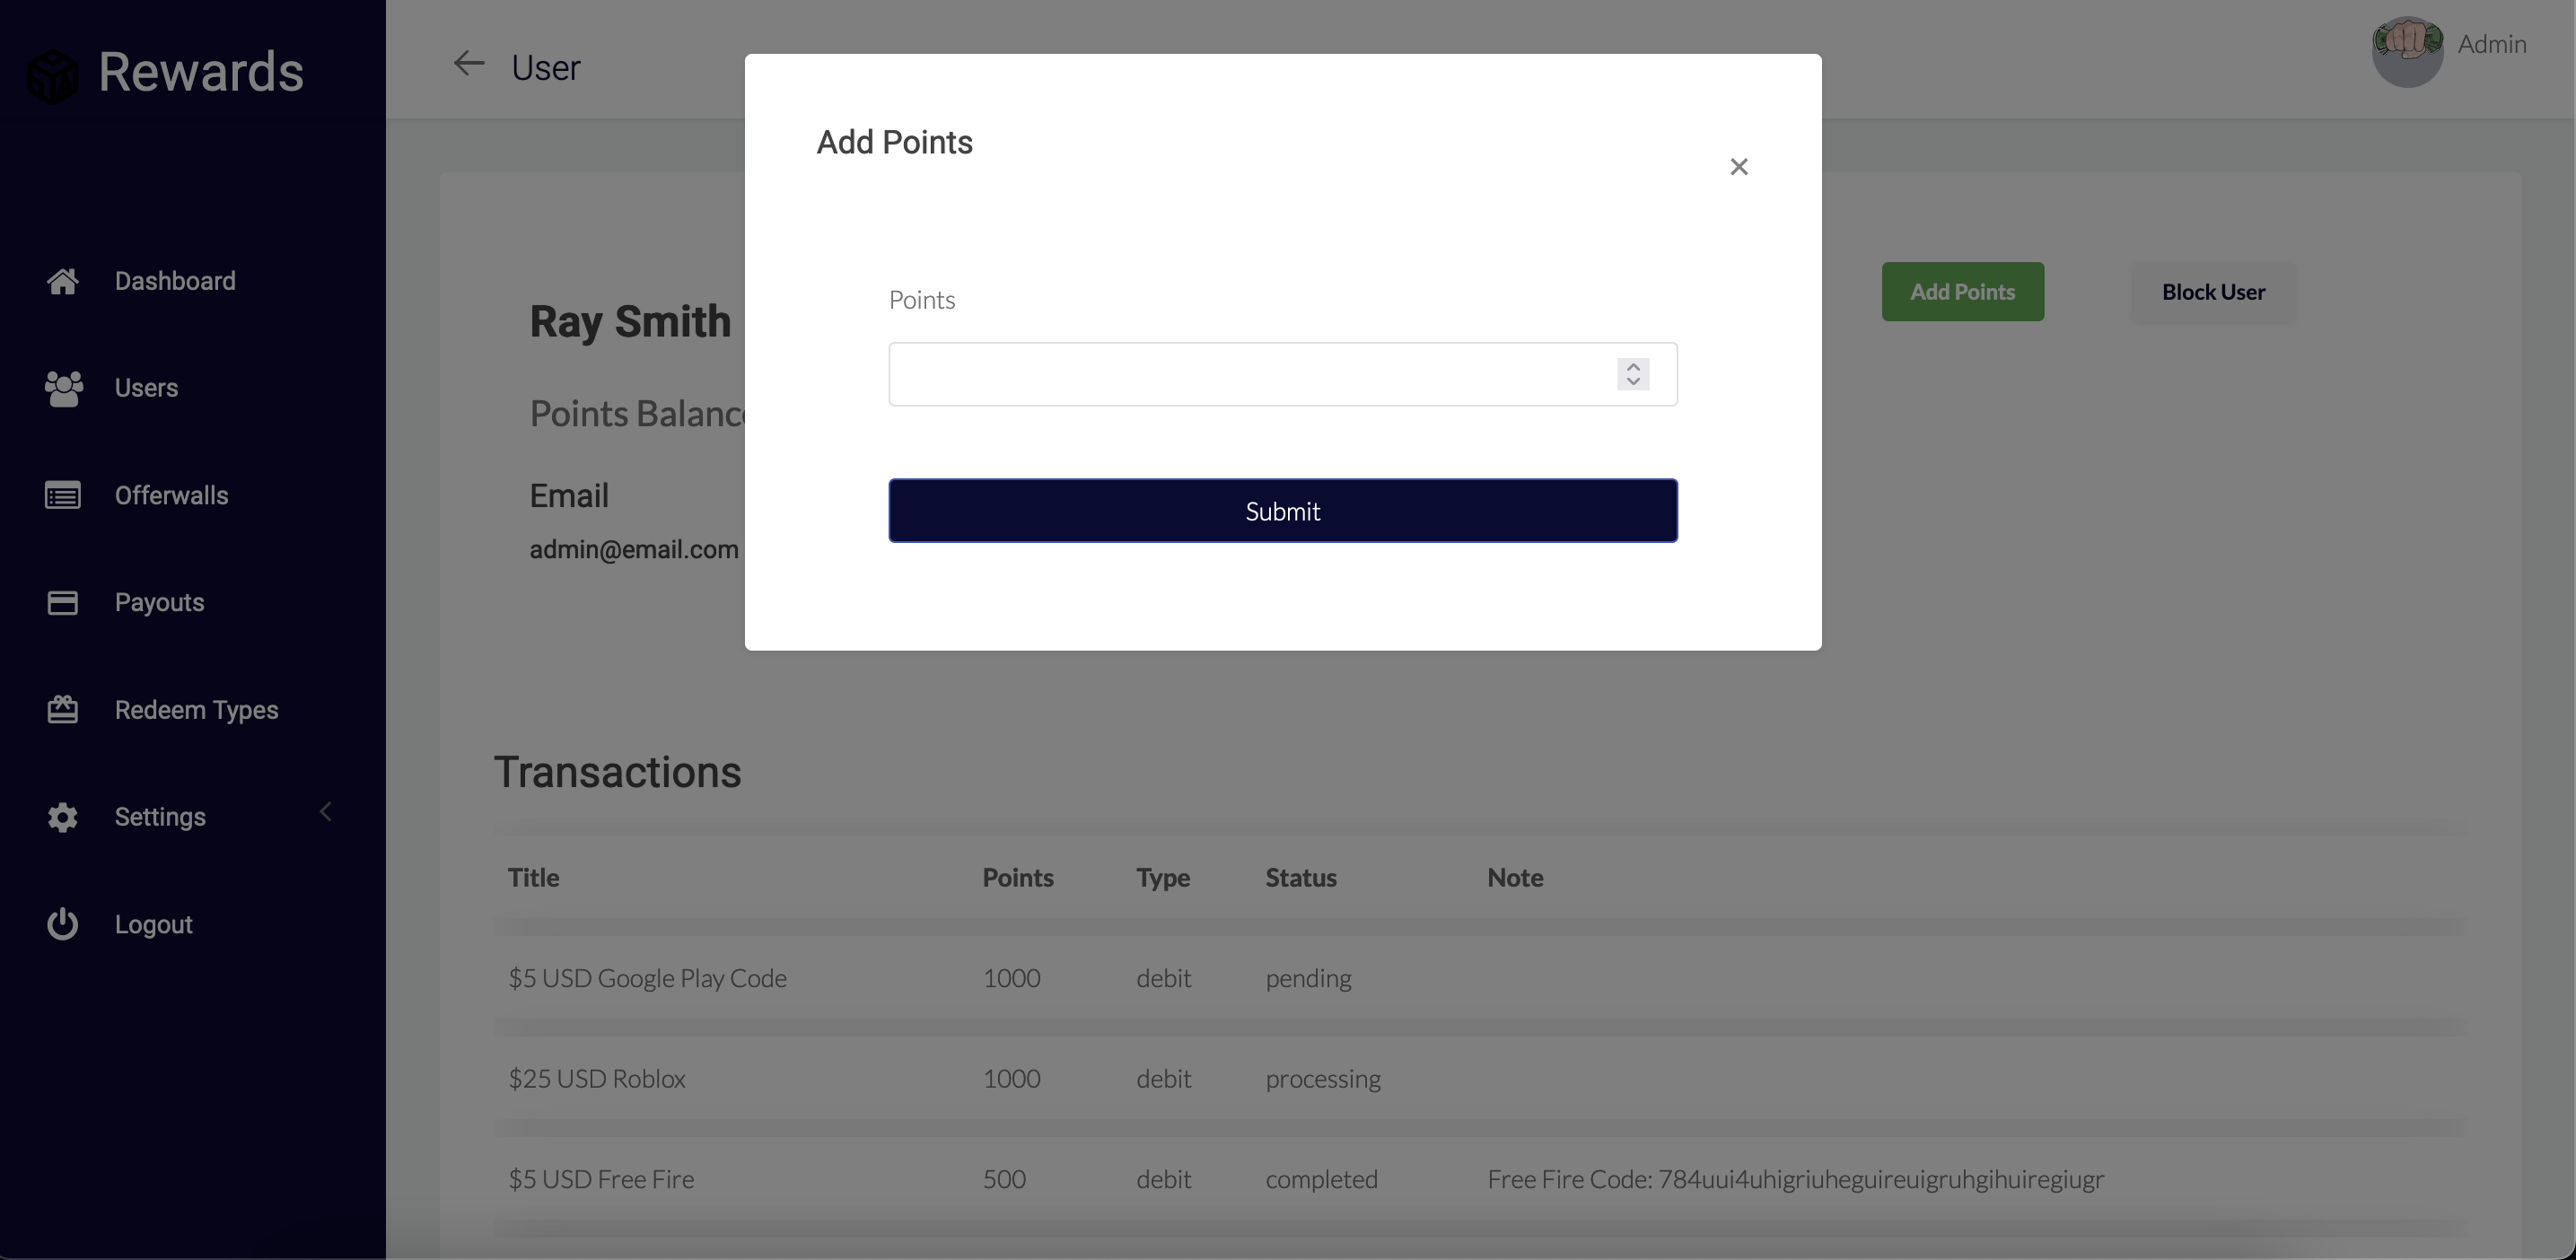 Rewards
Dashboard
Users
Offerwalls
Payouts
Redeem Types
Settings
Logout
User
Admin
Add Points
Points
Submit
Ray Smith
Add Points
Block User
Points Balance
Email
admin@email.com
Transactions
Title Points Type Status Note
$5 USD Google Play Code 1000 debit pending
$25 USD Roblox 1000 debit processing
$5 USD Free Fire 500 debit completed Free Fire Code: 784uui4uhigriuheguireuigruhgihuiregiugr